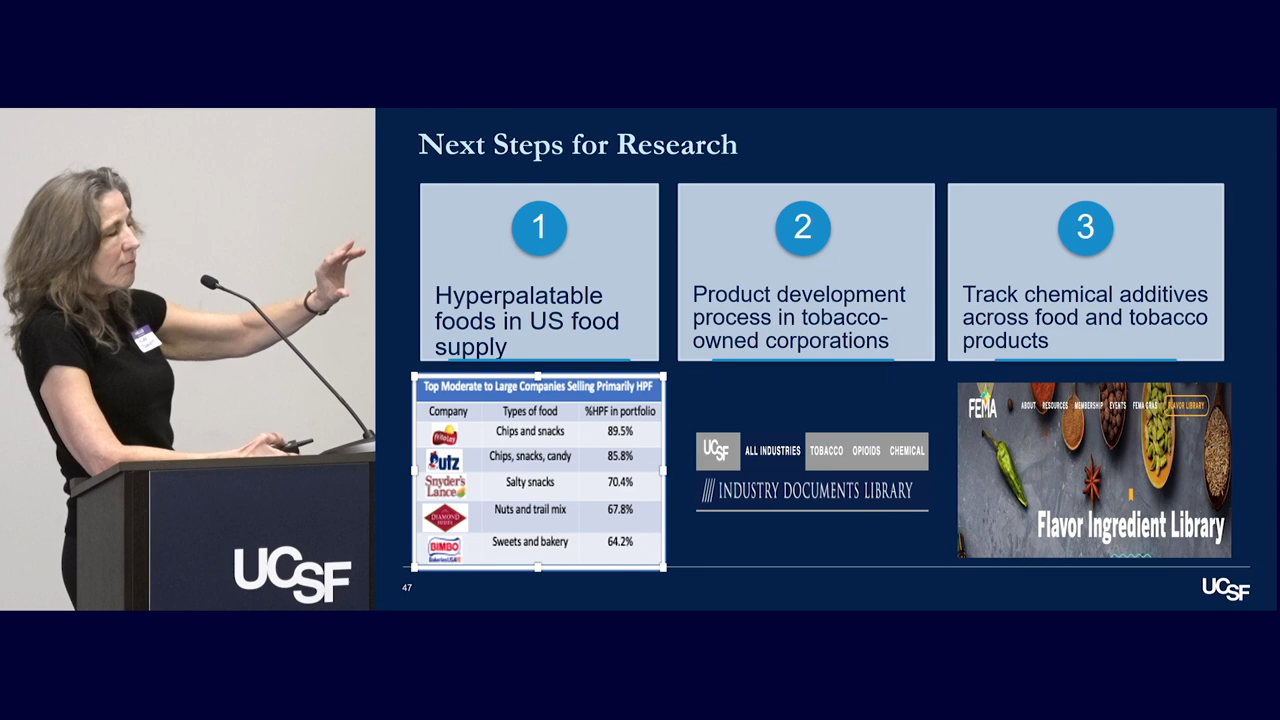 Next Steps for Research
1
Hyperpalatable
foods in US food
supply
2
Product development
process in tobacco-
owned corporations
3
Track chemical additives
across food and tobacco
products
Top Moderate to Large Companies Selling Primarily HPF
Company Types of food %HPF in portfolio
Frito Lay Chips and snacks 89.5%
utz Chips, snacks, candy 85.8%
Snyder's Lance Salty snacks 70.4%
DIAMOND FOODS Nuts and trail mix 67.8%
BIMBO Bakeries USA Sweets and bakery 64.2%
UCSF ALL INDUSTRIES TOBACCO OPIOIDS CHEMICAL
INDUSTRY DOCUMENTS LIBRARY
FEMA ABOUT RESOURCES MEMBERSHIP EVENTS FEMA GRAS FLAVOR LIBRARY
Flavor Ingredient Library
47
UCSF
UCSF